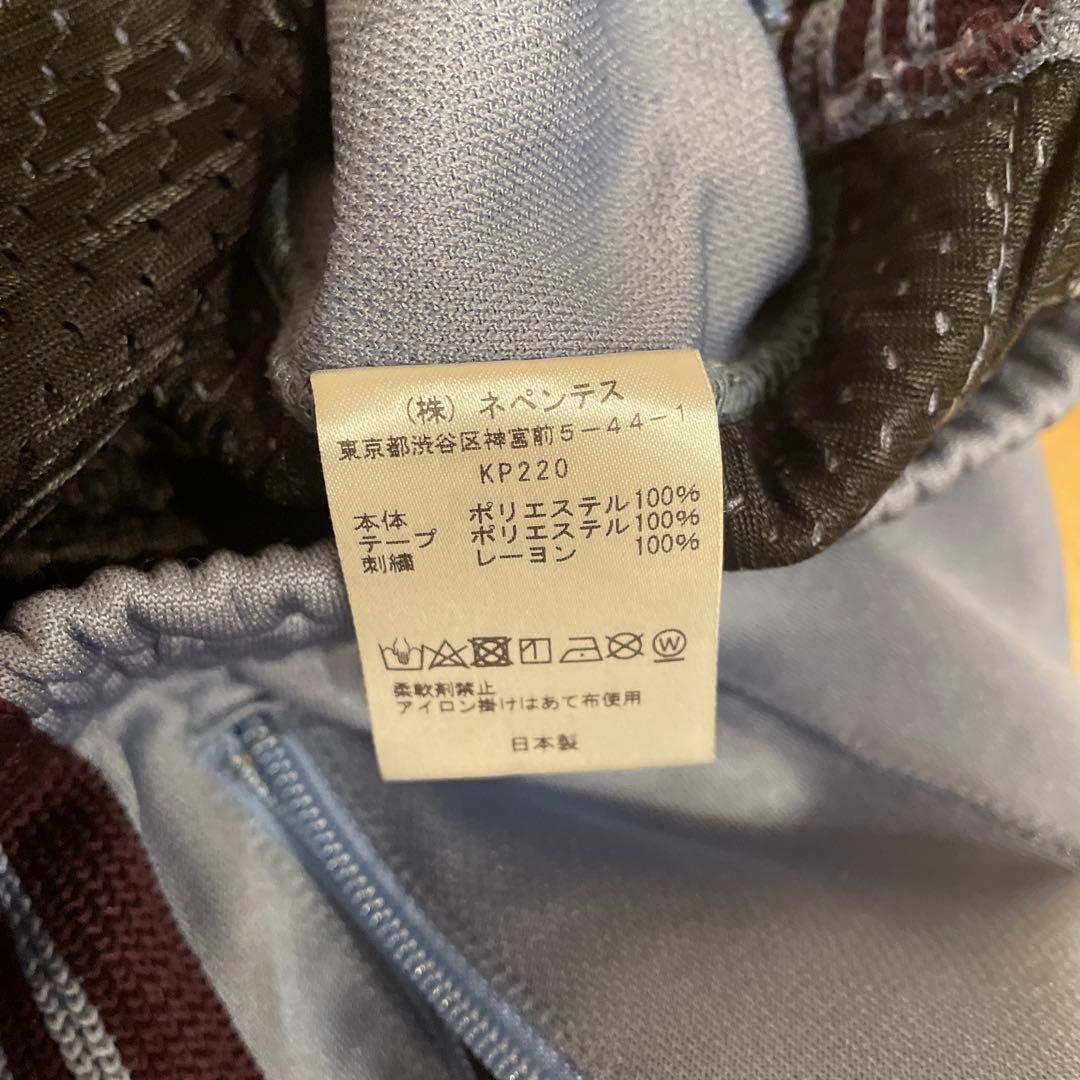 (株) ネペンテス
東京都渋谷区神宮前5-44-1
KP220
本体 ポリエステル100%
テープ ポリエステル100%
刺繍 レーヨン 100%
W
柔軟剤禁止
アイロン掛けはあて布使用
日本製